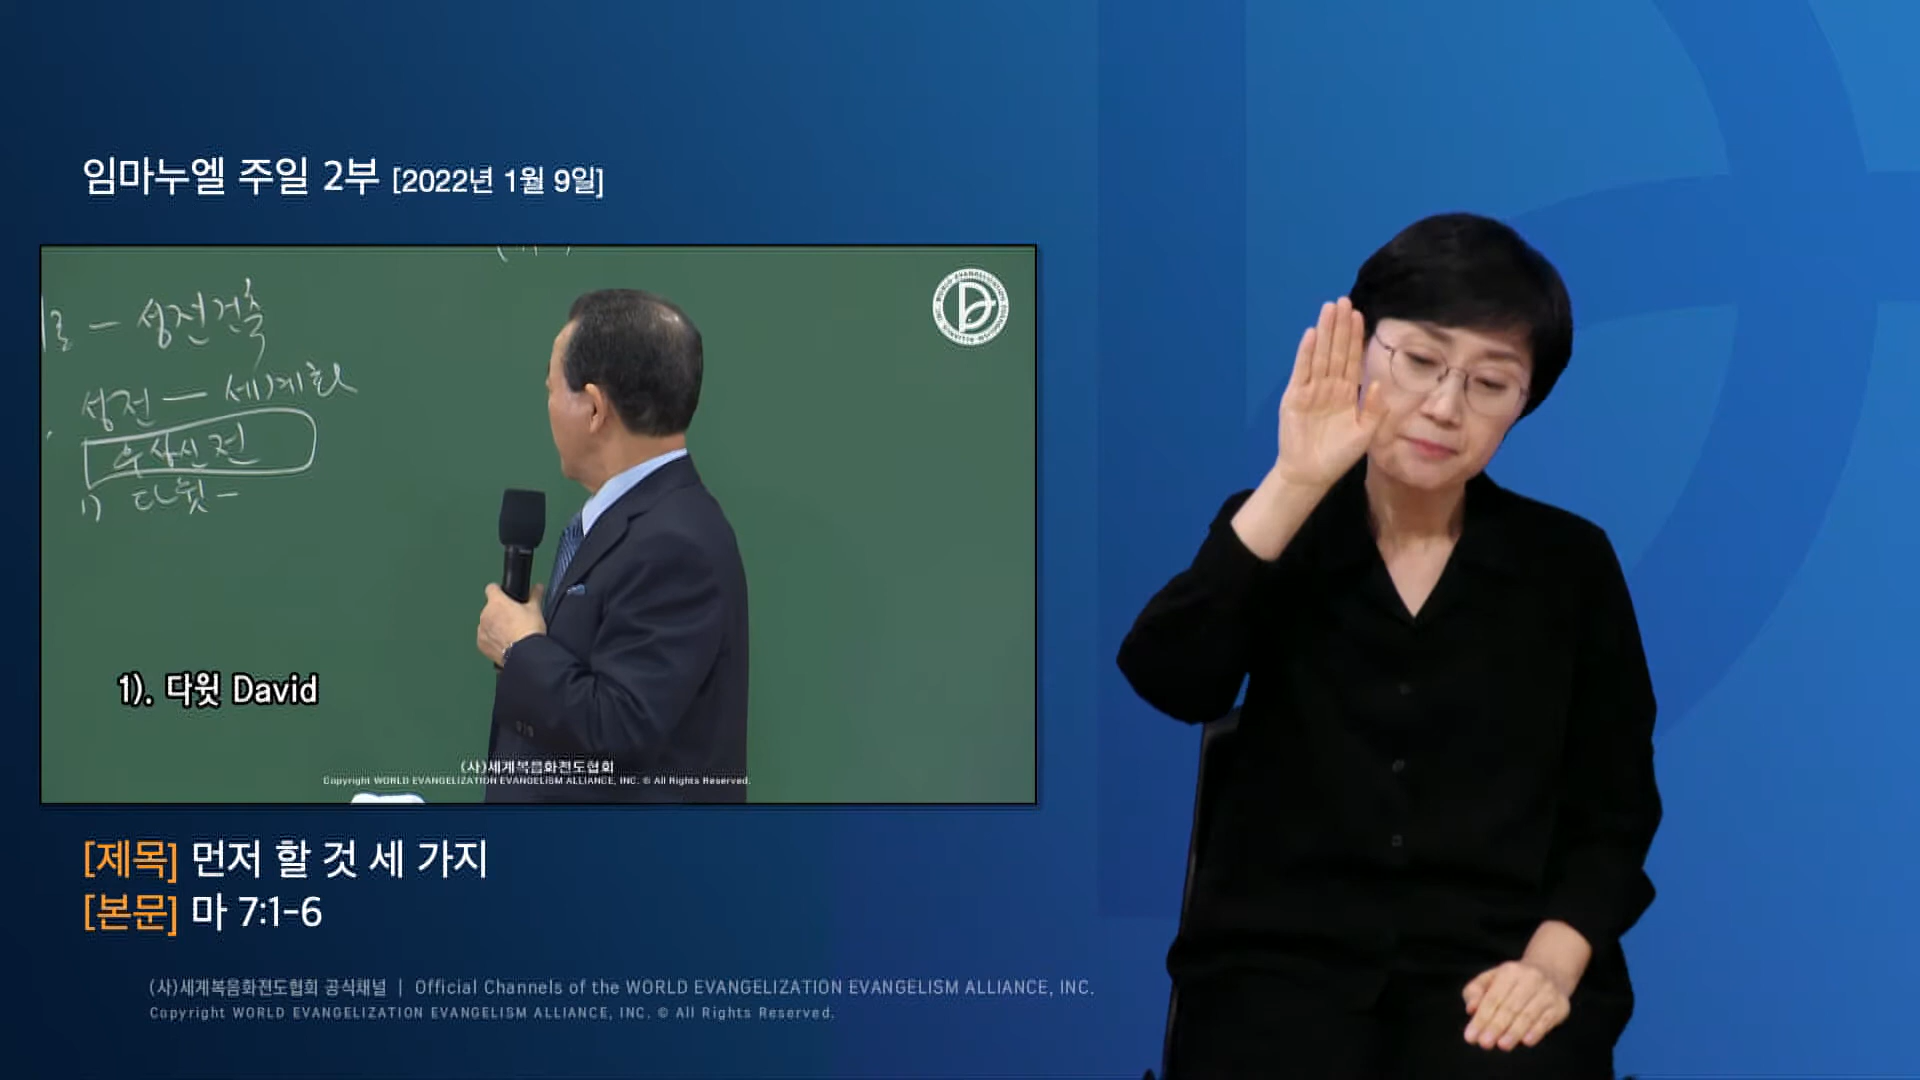 임마누엘 주일 2부 [2022년 1월 9일]
- 성전건축
성전 - 세계화
우상신전
1) 다윗 -
1). 다윗 David
(사)세계복음화전도협회
Copyright WORLD EVANGELIZATION EVANGELISM ALLIANCE, INC. © All Rights Reserved.
[제목] 먼저 할 것 세 가지
[본문] 마 7:1-6
(사)세계복음화전도협회 공식채널 | Official Channels of the WORLD EVANGELIZATION EVANGELISM ALLIANCE, INC.
Copyright WORLD EVANGELIZATION EVANGELISM ALLIANCE, INC. © All Rights Reserved.